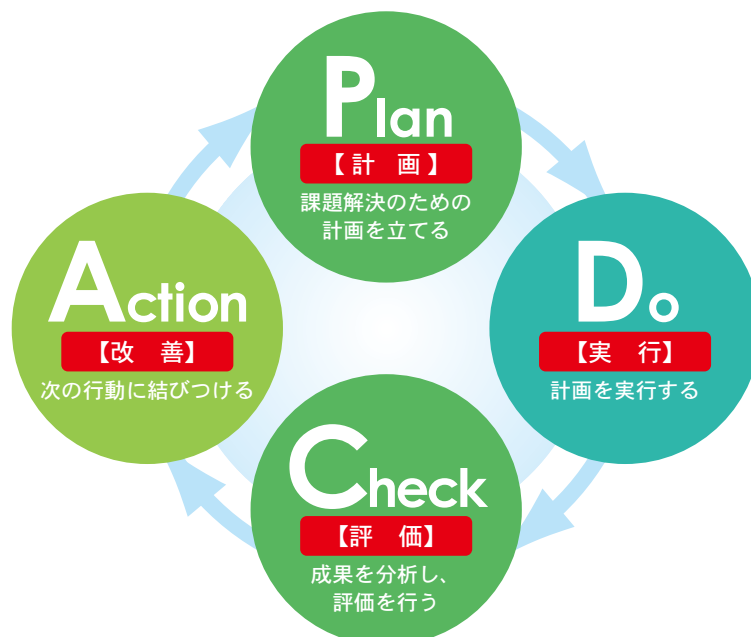 Plan
【計　画】
課題解決のための
計画を立てる
Do
【実　行】
計画を実行する
Check
【評　価】
成果を分析し、
評価を行う
Action
【改　善】
次の行動に結びつける